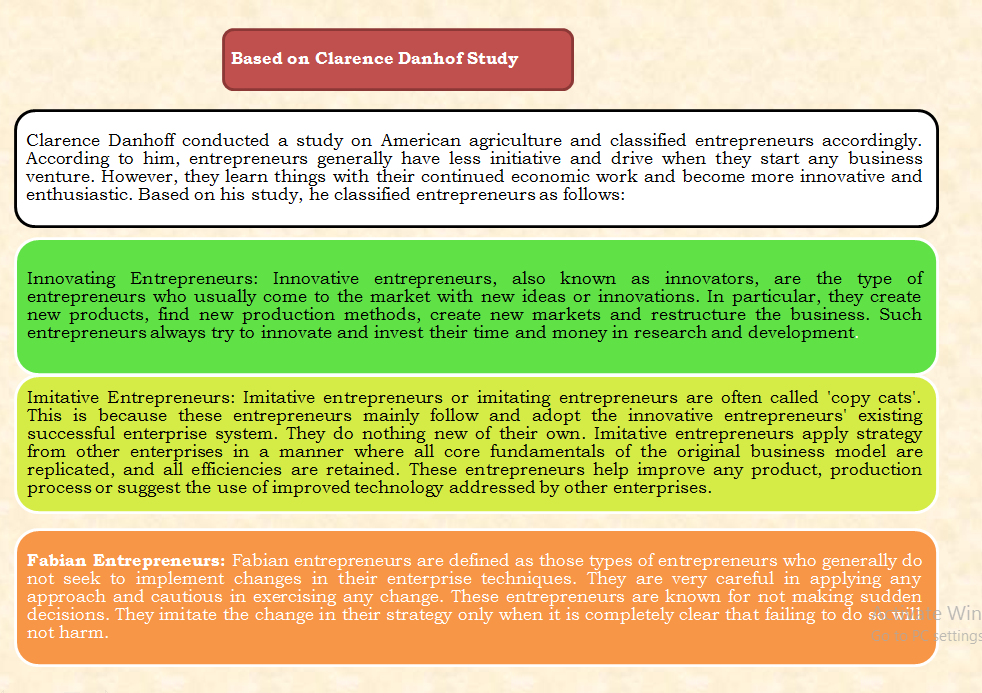 Based on Clarence Danhof Study
Clarence Danhoff conducted a study on American agriculture and classified entrepreneurs accordingly.
According to him, entrepreneurs generally have less initiative and drive when they start any business
venture. However, they learn things with their continued economic work and become more innovative and
enthusiastic. Based on his study, he classified entrepreneurs as follows:
Innovating Entrepreneurs: Innovative entrepreneurs, also known as innovators, are the type of
entrepreneurs who usually come to the market with new ideas or innovations. In particular, they create
new products, find new production methods, create new markets and restructure the business. Such
entrepreneurs always try to innovate and invest their time and money in research and development.
Imitative Entrepreneurs: Imitative entrepreneurs or imitating entrepreneurs are often called 'copy cats'.
This is because these entrepreneurs mainly follow and adopt the innovative entrepreneurs' existing
successful enterprise system. They do nothing new of their own. Imitative entrepreneurs apply strategy
from other enterprises in a manner where all core fundamentals of the original business model are
replicated, and all efficiencies are retained. These entrepreneurs help improve any product, production
process or suggest the use of improved technology addressed by other enterprises.
Fabian Entrepreneurs: Fabian entrepreneurs are defined as those types of entrepreneurs who generally do
not seek to implement changes in their enterprise techniques. They are very careful in applying any
approach and cautious in exercising any change. These entrepreneurs are known for not making sudden
decisions. They imitate the change in their strategy only when it is completely clear that failing to do so will
not harm.
Win
settings